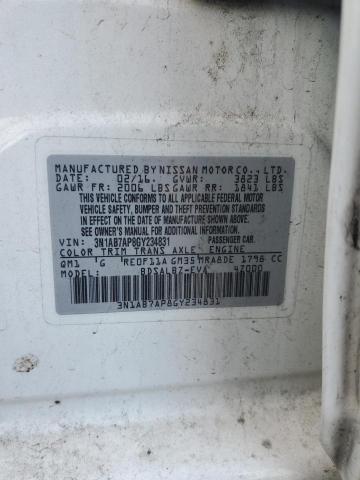 MANUFACTURED BY NISSAN MOTOR CO., LTD.
DATE: 02/16. GVWR: 3823 LBS
GAWR FR: 2006 LBS GAWR RR: 1841 LBS
THIS VEHICLE CONFORMS TO ALL APPLICABLE
FEDERAL MOTOR VEHICLE SAFETY,
BUMPER, AND THEFT PREVENTION STANDARDS
IN EFFECT ON THE DATE OF MANUFACTURE SHOWN ABOVE.
SEE OWNER'S MANUAL FOR ADDITIONAL INFORMATION
VIN: 3N1AB7AP8GY234831 PASSENGER CAR.
COLOR TRIM TRANS AXLE ENGINE
QM1 G RE0F11A GM35 MRA8DE 1798 CC
BDSALBZ-EVA 4Z000
3N1AB7AP8GY234831